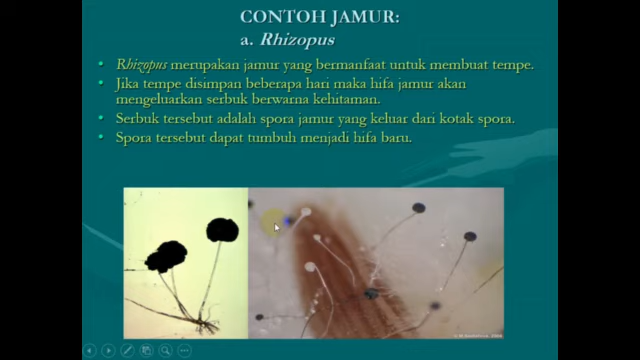 CONTOH JAMUR:
a. Rhizopus
• Rhizopus merupakan jamur yang bermanfaat untuk membuat tempe.
• Jika tempe disimpan beberapa hari maka hifa jamur akan
mengeluarkan serbuk berwarna kehitaman.
• Serbuk tersebut adalah spora jamur yang keluar dari kotak spora.
• Spora tersebut dapat tumbuh menjadi hifa baru.